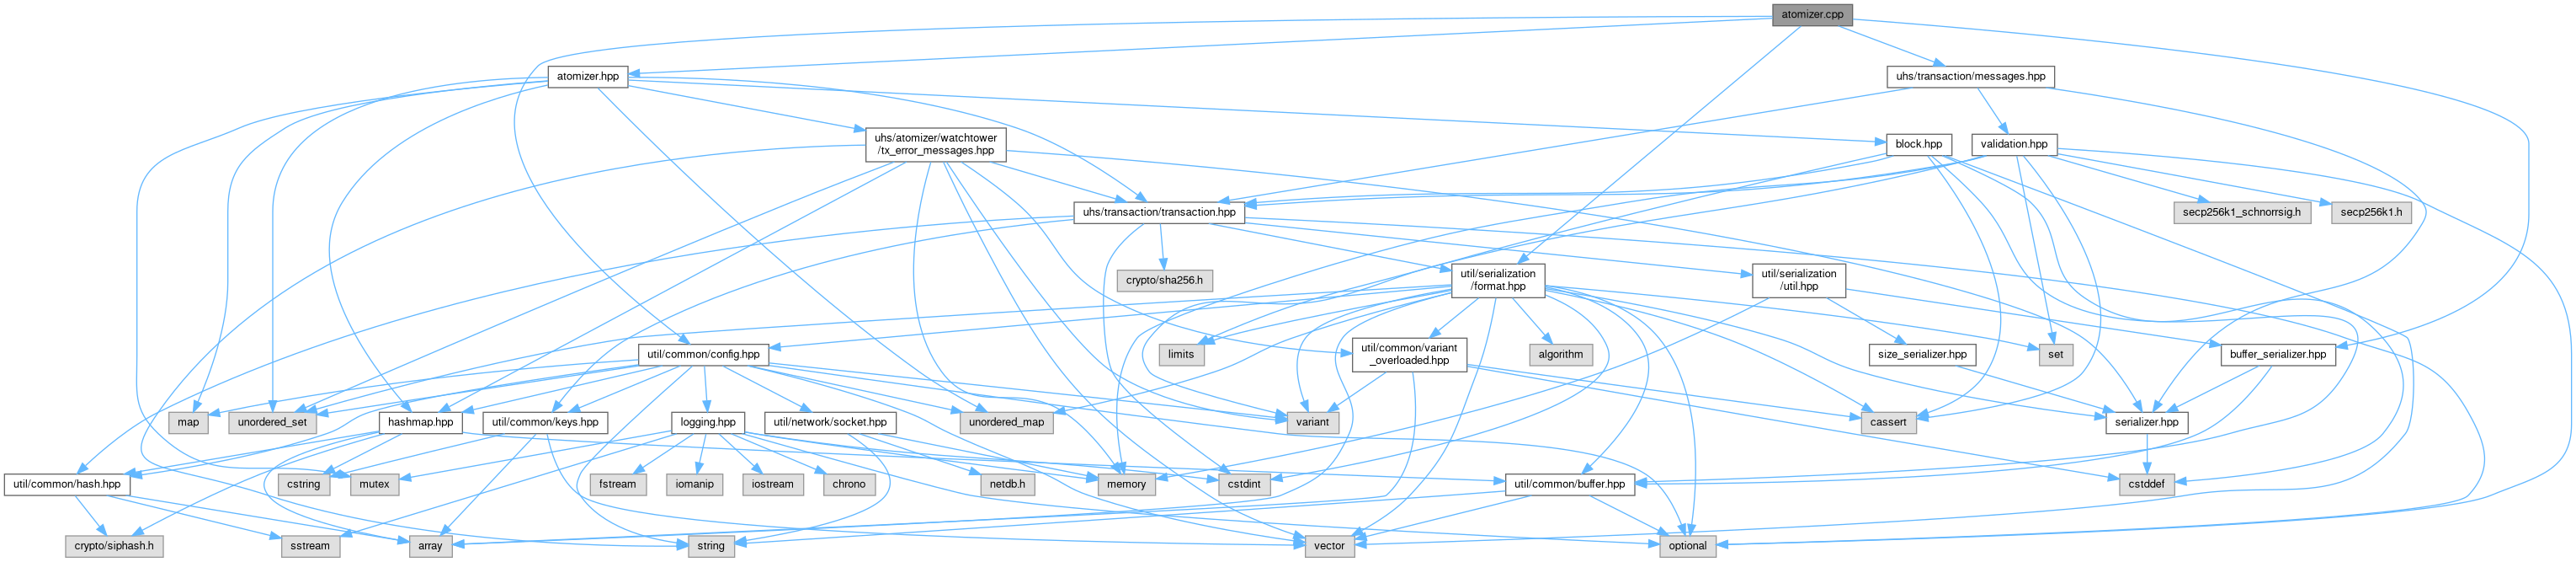 atomizer.cpp
atomizer.hpp
uhs/transaction/messages.hpp
uhs/atomizer/watchtower
/tx_error_messages.hpp
block.hpp
validation.hpp
uhs/transaction/transaction.hpp
secp256k1_schnorrsig.h
secp256k1.h
crypto/sha256.h
util/serialization
/format.hpp
util/serialization
/util.hpp
util/common/config.hpp
limits
util/common/variant
_overloaded.hpp
algorithm
size_serializer.hpp
set
buffer_serializer.hpp
map
unordered_set
hashmap.hpp
util/common/keys.hpp
logging.hpp
util/network/socket.hpp
unordered_map
variant
cassert
serializer.hpp
util/common/hash.hpp
cstring
mutex
fstream
iomanip
iostream
chrono
netdb.h
memory
cstdint
util/common/buffer.hpp
cstddef
crypto/siphash.h
sstream
array
string
vector
optional